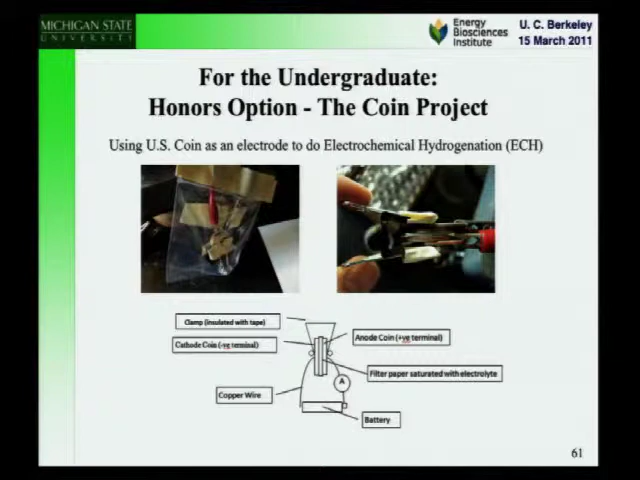 MICHIGAN STATE
UNIVERSITY
Energy
Biosciences
Institute
U. C. Berkeley
15 March 2011
For the Undergraduate:
Honors Option - The Coin Project
Using U.S. Coin as an electrode to do Electrochemical Hydrogenation (ECH)
Clamp (insulated with tape)
Cathode Coin (-ve terminal)
Anode Coin (+ve terminal)
Filter paper saturated with electrolyte
A
Copper Wire
Battery
61